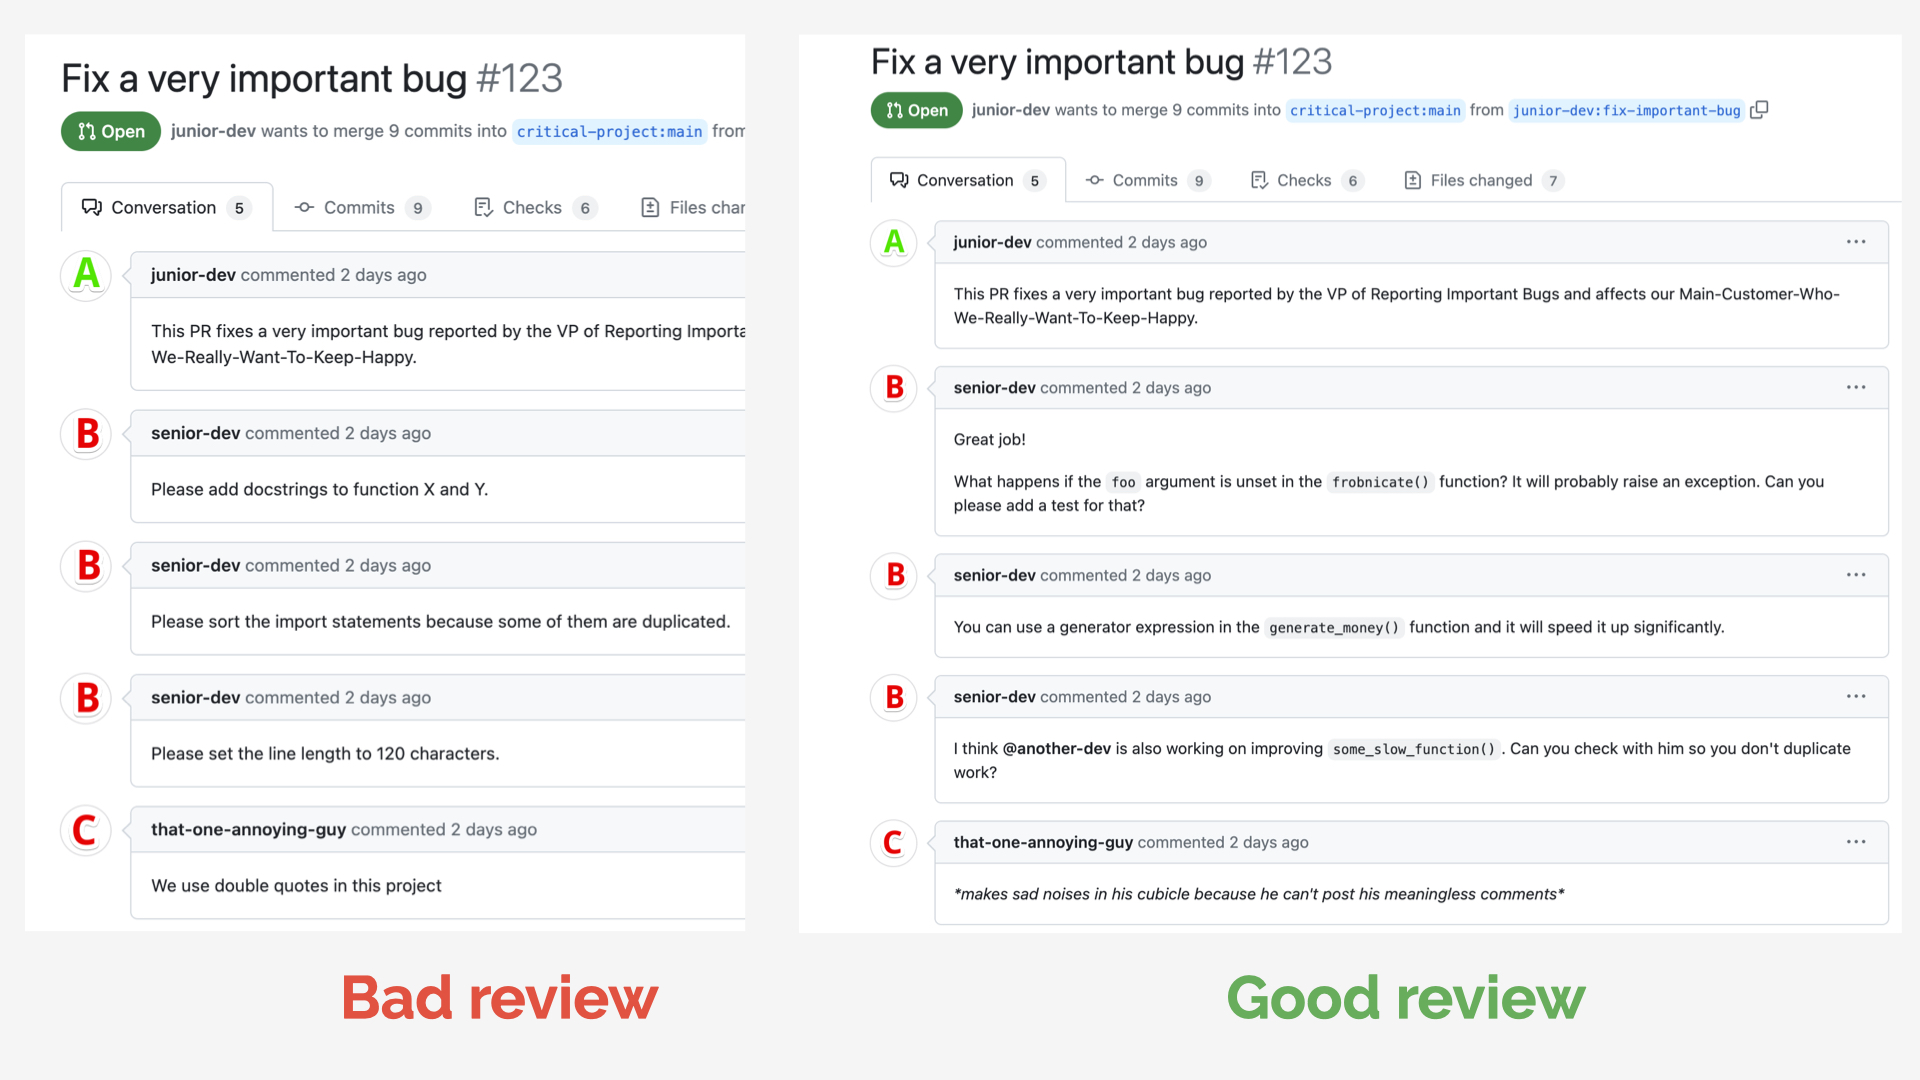 Fix a very important bug #123
Open junior-dev wants to merge 9 commits into critical-project:main from
Conversation 5 Commits 9 Checks 6 Files char
A junior-dev commented 2 days ago
This PR fixes a very important bug reported by the VP of Reporting Importa
We-Really-Want-To-Keep-Happy.
B senior-dev commented 2 days ago
Please add docstrings to function X and Y.
B senior-dev commented 2 days ago
Please sort the import statements because some of them are duplicated.
B senior-dev commented 2 days ago
Please set the line length to 120 characters.
C that-one-annoying-guy commented 2 days ago
We use double quotes in this project
Bad review
Fix a very important bug #123
Open junior-dev wants to merge 9 commits into critical-project:main from junior-dev:fix-important-bug
Conversation 5 Commits 9 Checks 6 Files changed 7
A junior-dev commented 2 days ago
This PR fixes a very important bug reported by the VP of Reporting Important Bugs and affects our Main-Customer-Who-
We-Really-Want-To-Keep-Happy.
B senior-dev commented 2 days ago
Great job!
What happens if the foo argument is unset in the frobnicate() function? It will probably raise an exception. Can you
please add a test for that?
B senior-dev commented 2 days ago
You can use a generator expression in the generate_money() function and it will speed it up significantly.
B senior-dev commented 2 days ago
I think @another-dev is also working on improving some_slow_function(). Can you check with him so you don't duplicate
work?
C that-one-annoying-guy commented 2 days ago
*makes sad noises in his cubicle because he can't post his meaningless comments*
Good review